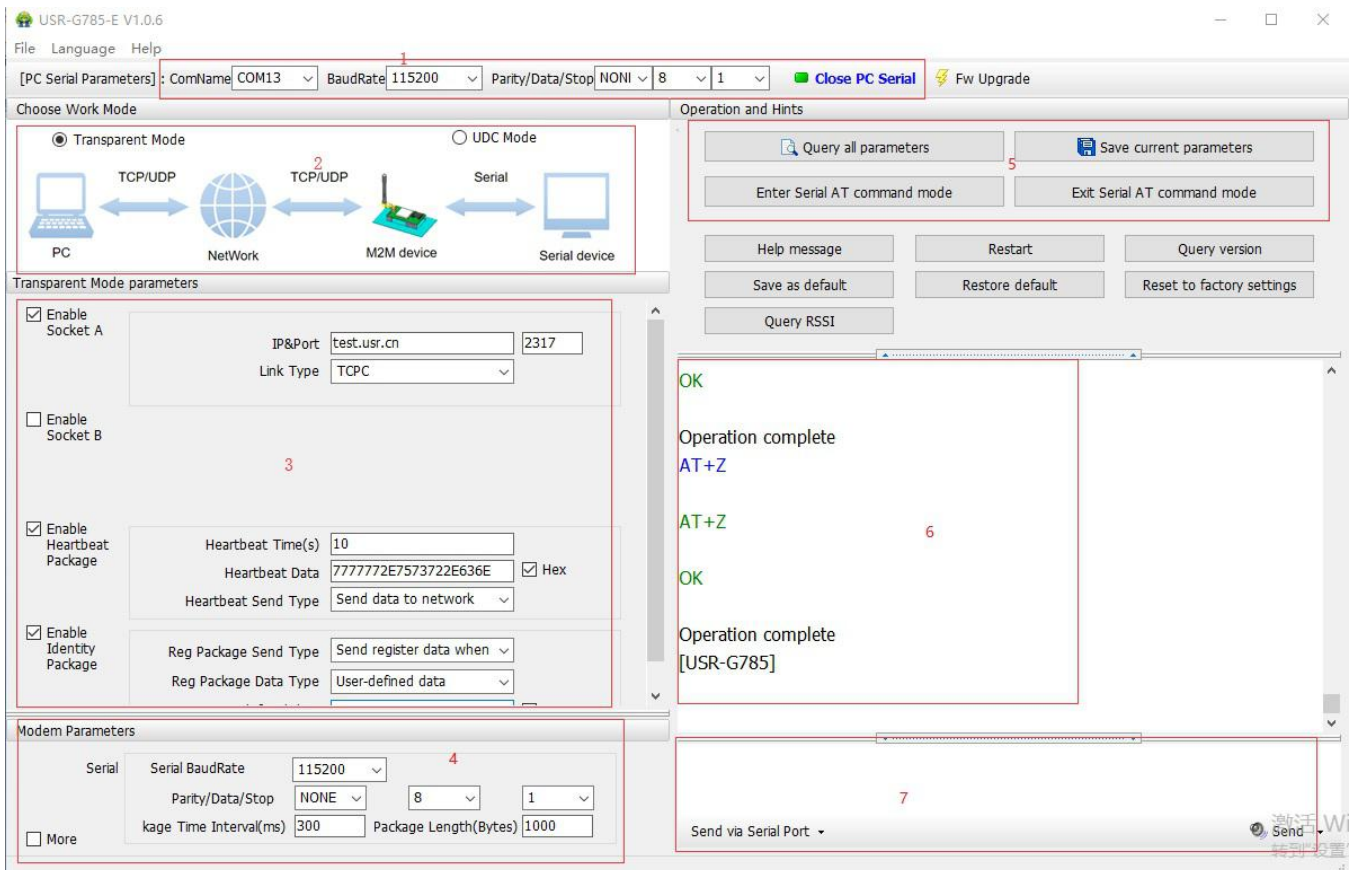 USR-G785-E V1.0.6
File Language Help
1
[PC Serial Parameters] : ComName COM13 BaudRate 115200 Parity/Data/Stop NONI 8 1 Close PC Serial Fw Upgrade
Choose Work Mode
Transparent Mode UDC Mode
2
TCP/UDP TCP/UDP Serial
PC NetWork M2M device Serial device
Transparent Mode parameters
Enable
Socket A
IP&Port test.usr.cn 2317
Link Type TCPC
Enable
Socket B
3
Enable
Heartbeat
Package
Heartbeat Time(s) 10
Heartbeat Data 7777772E7573722E636E Hex
Heartbeat Send Type Send data to network
Enable
Identity
Package
Reg Package Send Type Send register data when
Reg Package Data Type User-defined data
Modem Parameters
4
Serial Serial BaudRate 115200
Parity/Data/Stop NONE 8 1
kage Time Interval(ms) 300 Package Length(Bytes) 1000
More
Operation and Hints
Query all parameters Save current parameters
5
Enter Serial AT command mode Exit Serial AT command mode
Help message Restart Query version
Save as default Restore default Reset to factory settings
Query RSSI
OK
Operation complete
AT+Z
AT+Z
6
OK
Operation complete
[USR-G785]
7
Send via Serial Port Send
激活 Wi
转到"设置"